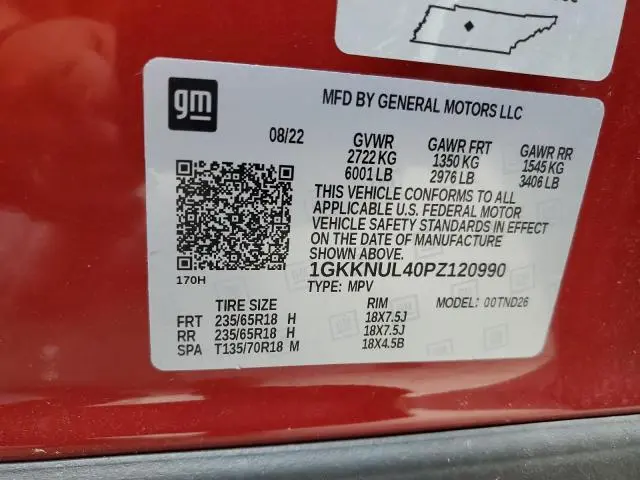 gm
MFD BY GENERAL MOTORS LLC
08/22 GVWR GAWR FRT GAWR RR
2722 KG 1350 KG 1545 KG
6001 LB 2976 LB 3406 LB
THIS VEHICLE CONFORMS TO ALL
APPLICABLE U.S. FEDERAL MOTOR
VEHICLE SAFETY STANDARDS IN EFFECT
ON THE DATE OF MANUFACTURE
SHOWN ABOVE.
170H 1GKKNUL40PZ120990
TYPE: MPV
TIRE SIZE RIM MODEL: 00TND26
FRT 235/65R18 H 18X7.5J
RR 235/65R18 H 18X7.5J
SPA T135/70R18 M 18X4.5B